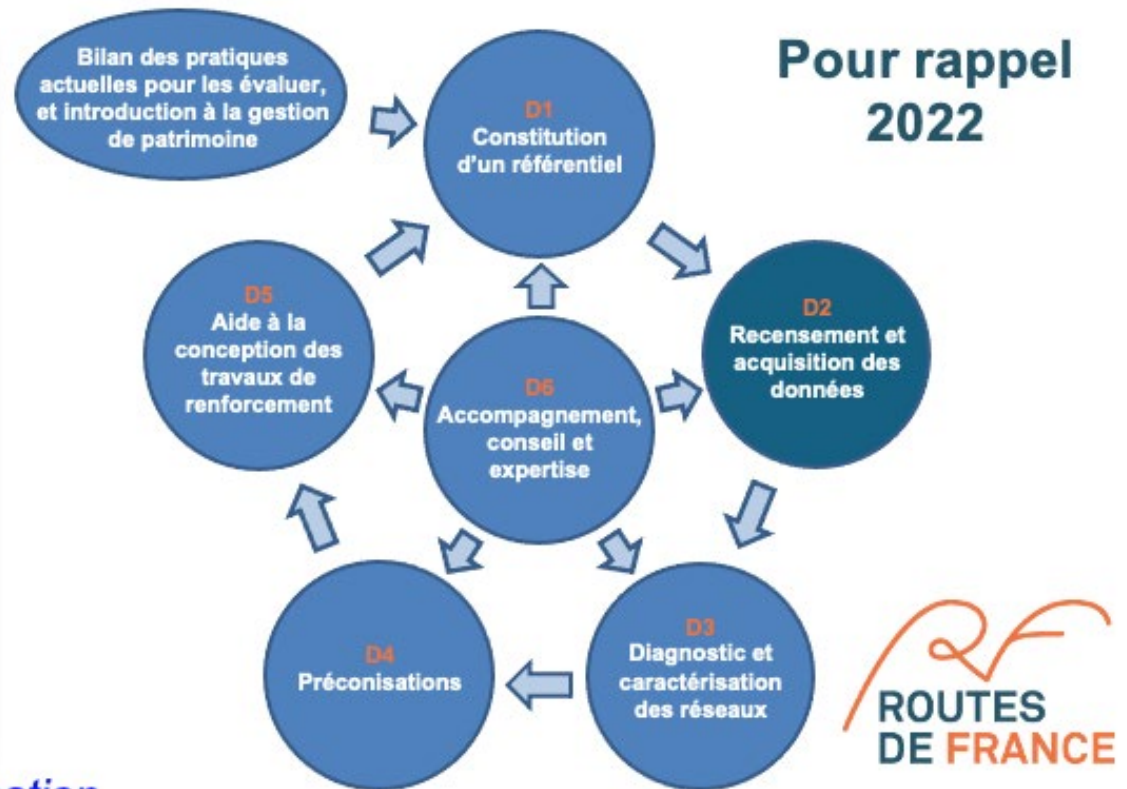 Bilan des pratiques
actuelles pour les évaluer,
et introduction à la gestion
de patrimoine
Pour rappel
2022
D1
Constitution
d'un référentiel
D2
Recensement et
acquisition des
données
D3
Diagnostic et
caractérisation
des réseaux
D4
Préconisations
D5
Aide à la
conception des
travaux de
renforcement
D6
Accompagnement,
conseil et
expertise
RF
ROUTES
DE FRANCE